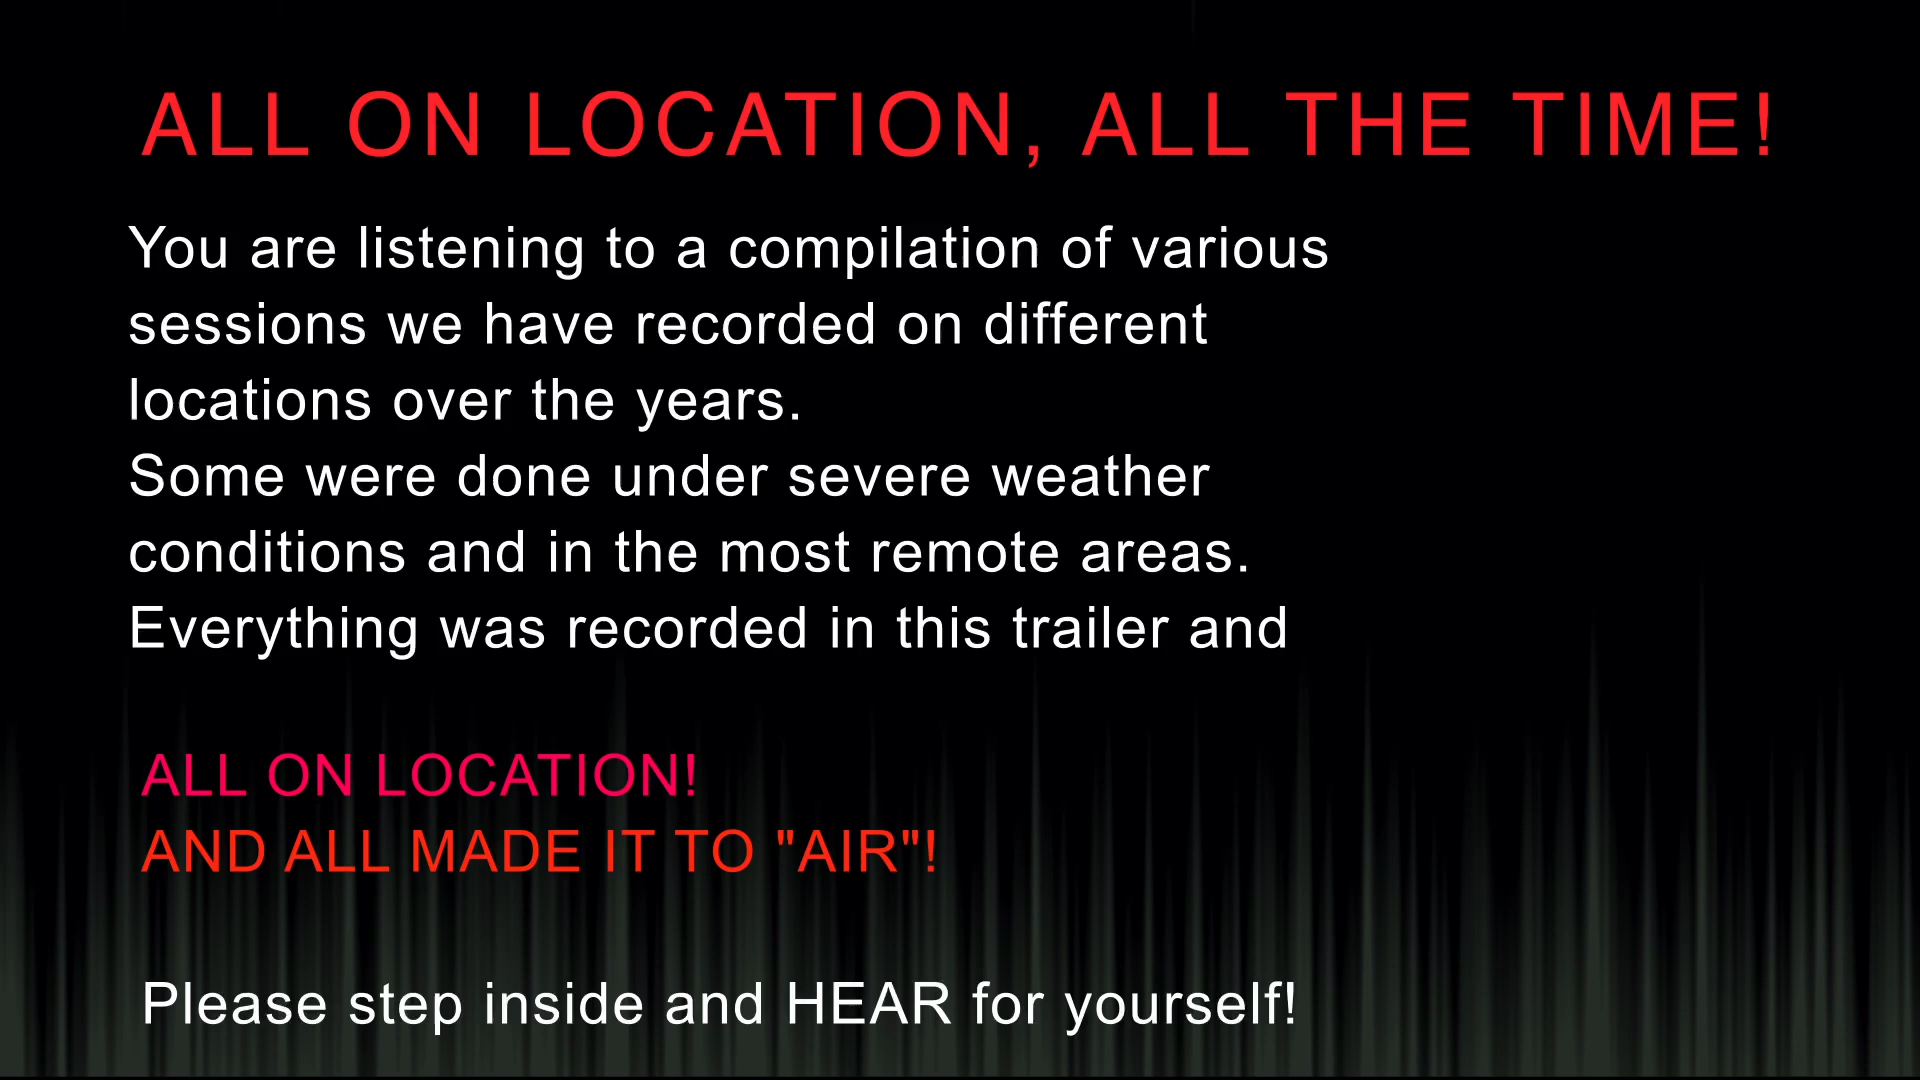 ALL ON LOCATION, ALL THE TIME!
You are listening to a compilation of various
sessions we have recorded on different
locations over the years.
Some were done under severe weather
conditions and in the most remote areas.
Everything was recorded in this trailer and
ALL ON LOCATION!
AND ALL MADE IT TO "AIR"!
Please step inside and HEAR for yourself!